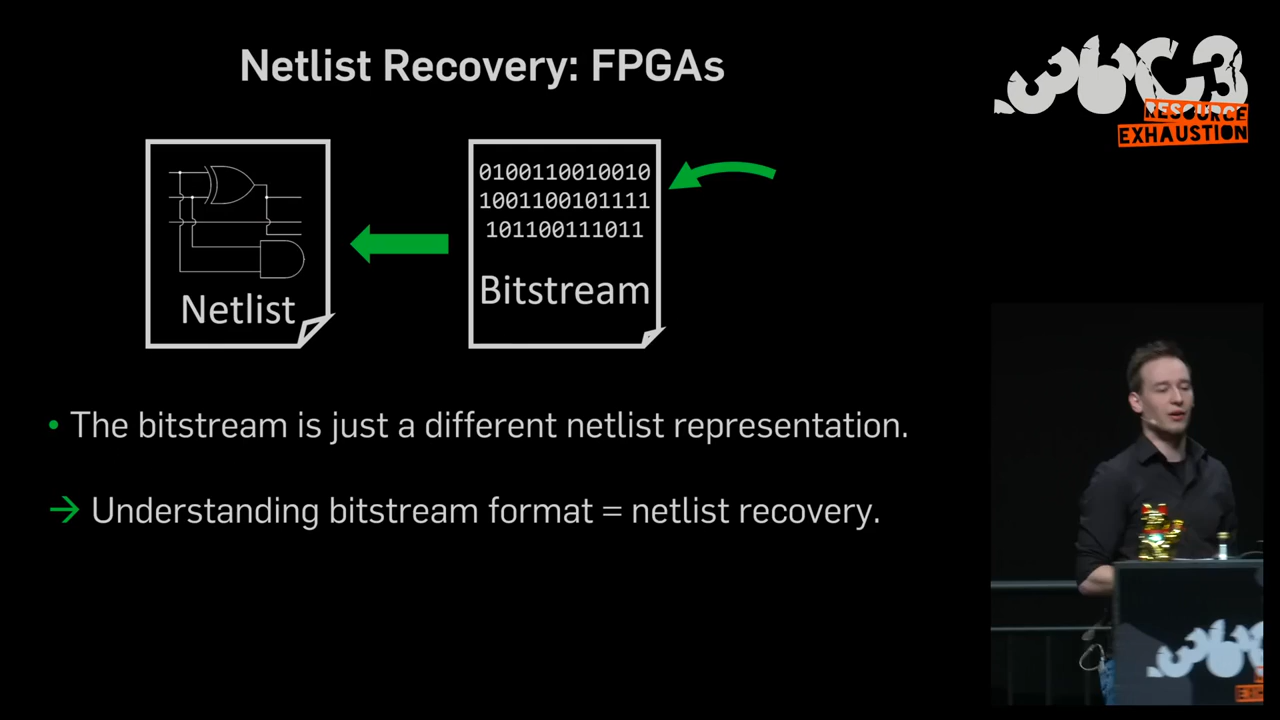 Netlist Recovery: FPGAs
36C3
RESOURCE
EXHAUSTION
0100110010010
1001100101111
101100111011
Netlist
Bitstream
• The bitstream is just a different netlist representation.
→ Understanding bitstream format = netlist recovery.